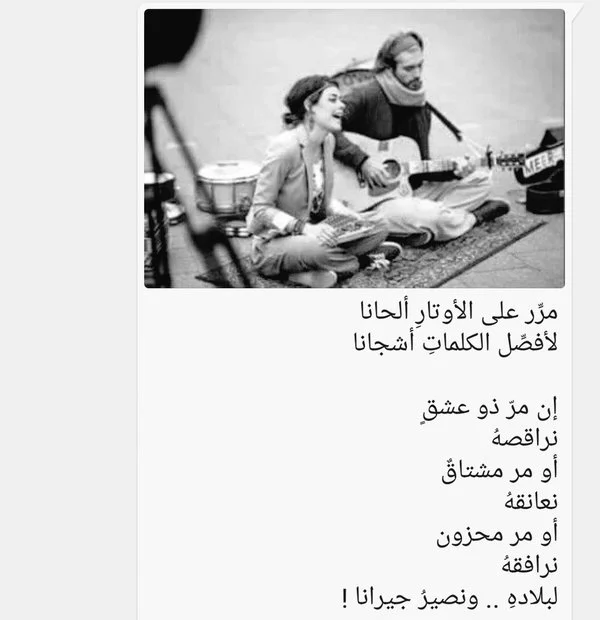 MEER
مرِّر على الأوتارِ ألحانا
لأفصِّل الكلماتِ أشجانا
إن مرّ ذو عشقٍ
نراقصهُ
أو مر مشتاقٌ
نعانقهُ
أو مر محزون
نرافقهُ
لبلادهِ .. ونصيرُ جيرانا !